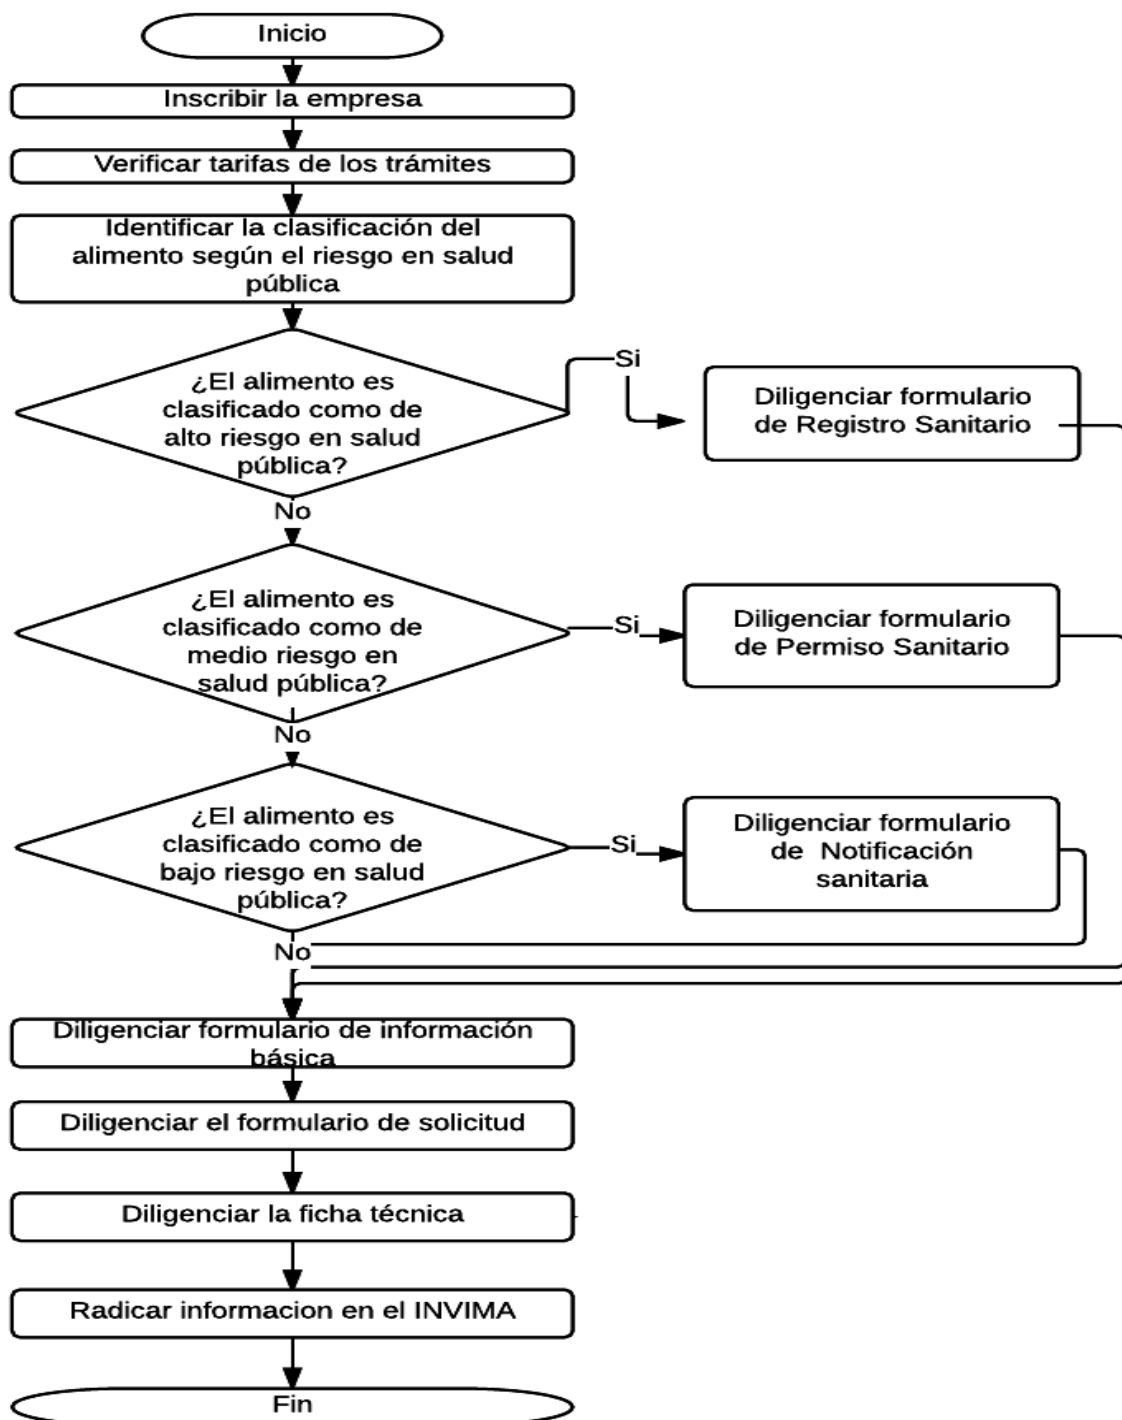 Inicio
Inscribir la empresa
Verificar tarifas de los trámites
Identificar la clasificación del
alimento según el riesgo en salud
pública
¿El alimento es
clasificado como de
alto riesgo en salud
pública?
Si
Diligenciar formulario
de Registro Sanitario
No
¿El alimento es
clasificado como de
medio riesgo en
salud pública?
Si
Diligenciar formulario
de Permiso Sanitario
No
¿El alimento es
clasificado como de
bajo riesgo en salud
pública?
Si
Diligenciar formulario
de Notificación
sanitaria
No
Diligenciar formulario de información
básica
Diligenciar el formulario de solicitud
Diligenciar la ficha técnica
Radicar informacion en el INVIMA
Fin